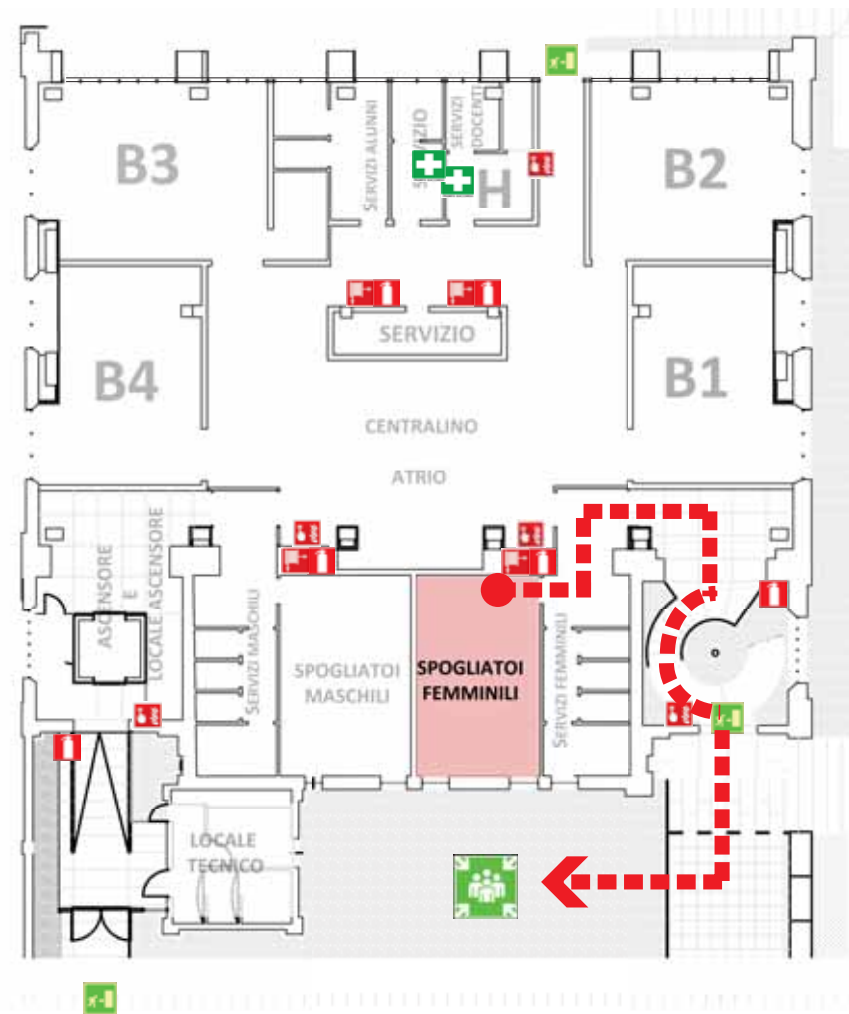 B3
SERVIZI ALUNNI
SERVIZIO
SERVIZI
DOCENTI
H
B2
SERVIZIO
B4
B1
CENTRALINO
ATRIO
ASCENSORE
E
LOCALE ASCENSORE
SERVIZI MASCHILI
SPOGLIATOI
MASCHILI
SPOGLIATOI
FEMMINILI
SERVIZI FEMMINILI
LOCALE
TECNICO